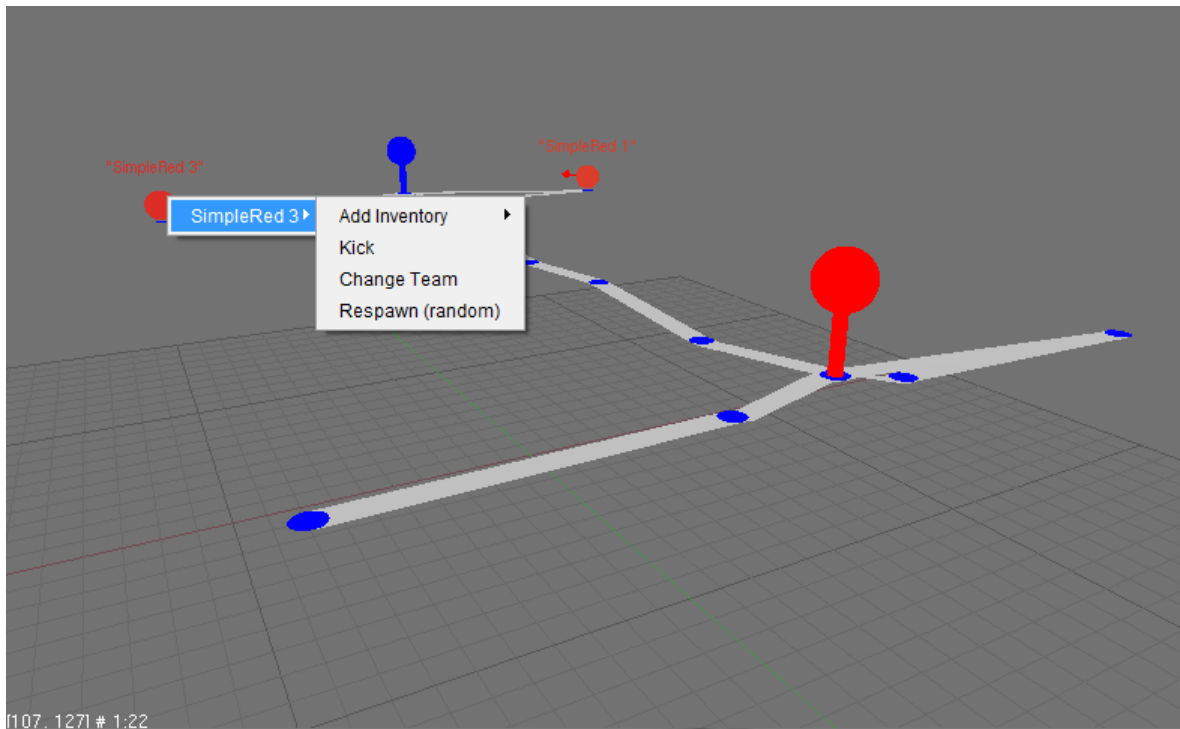 "SimpleRed 1"
"SimpleRed 3"
SimpleRed 3
Add Inventory
Kick
Change Team
Respawn (random)
[107, 127] # 1:22